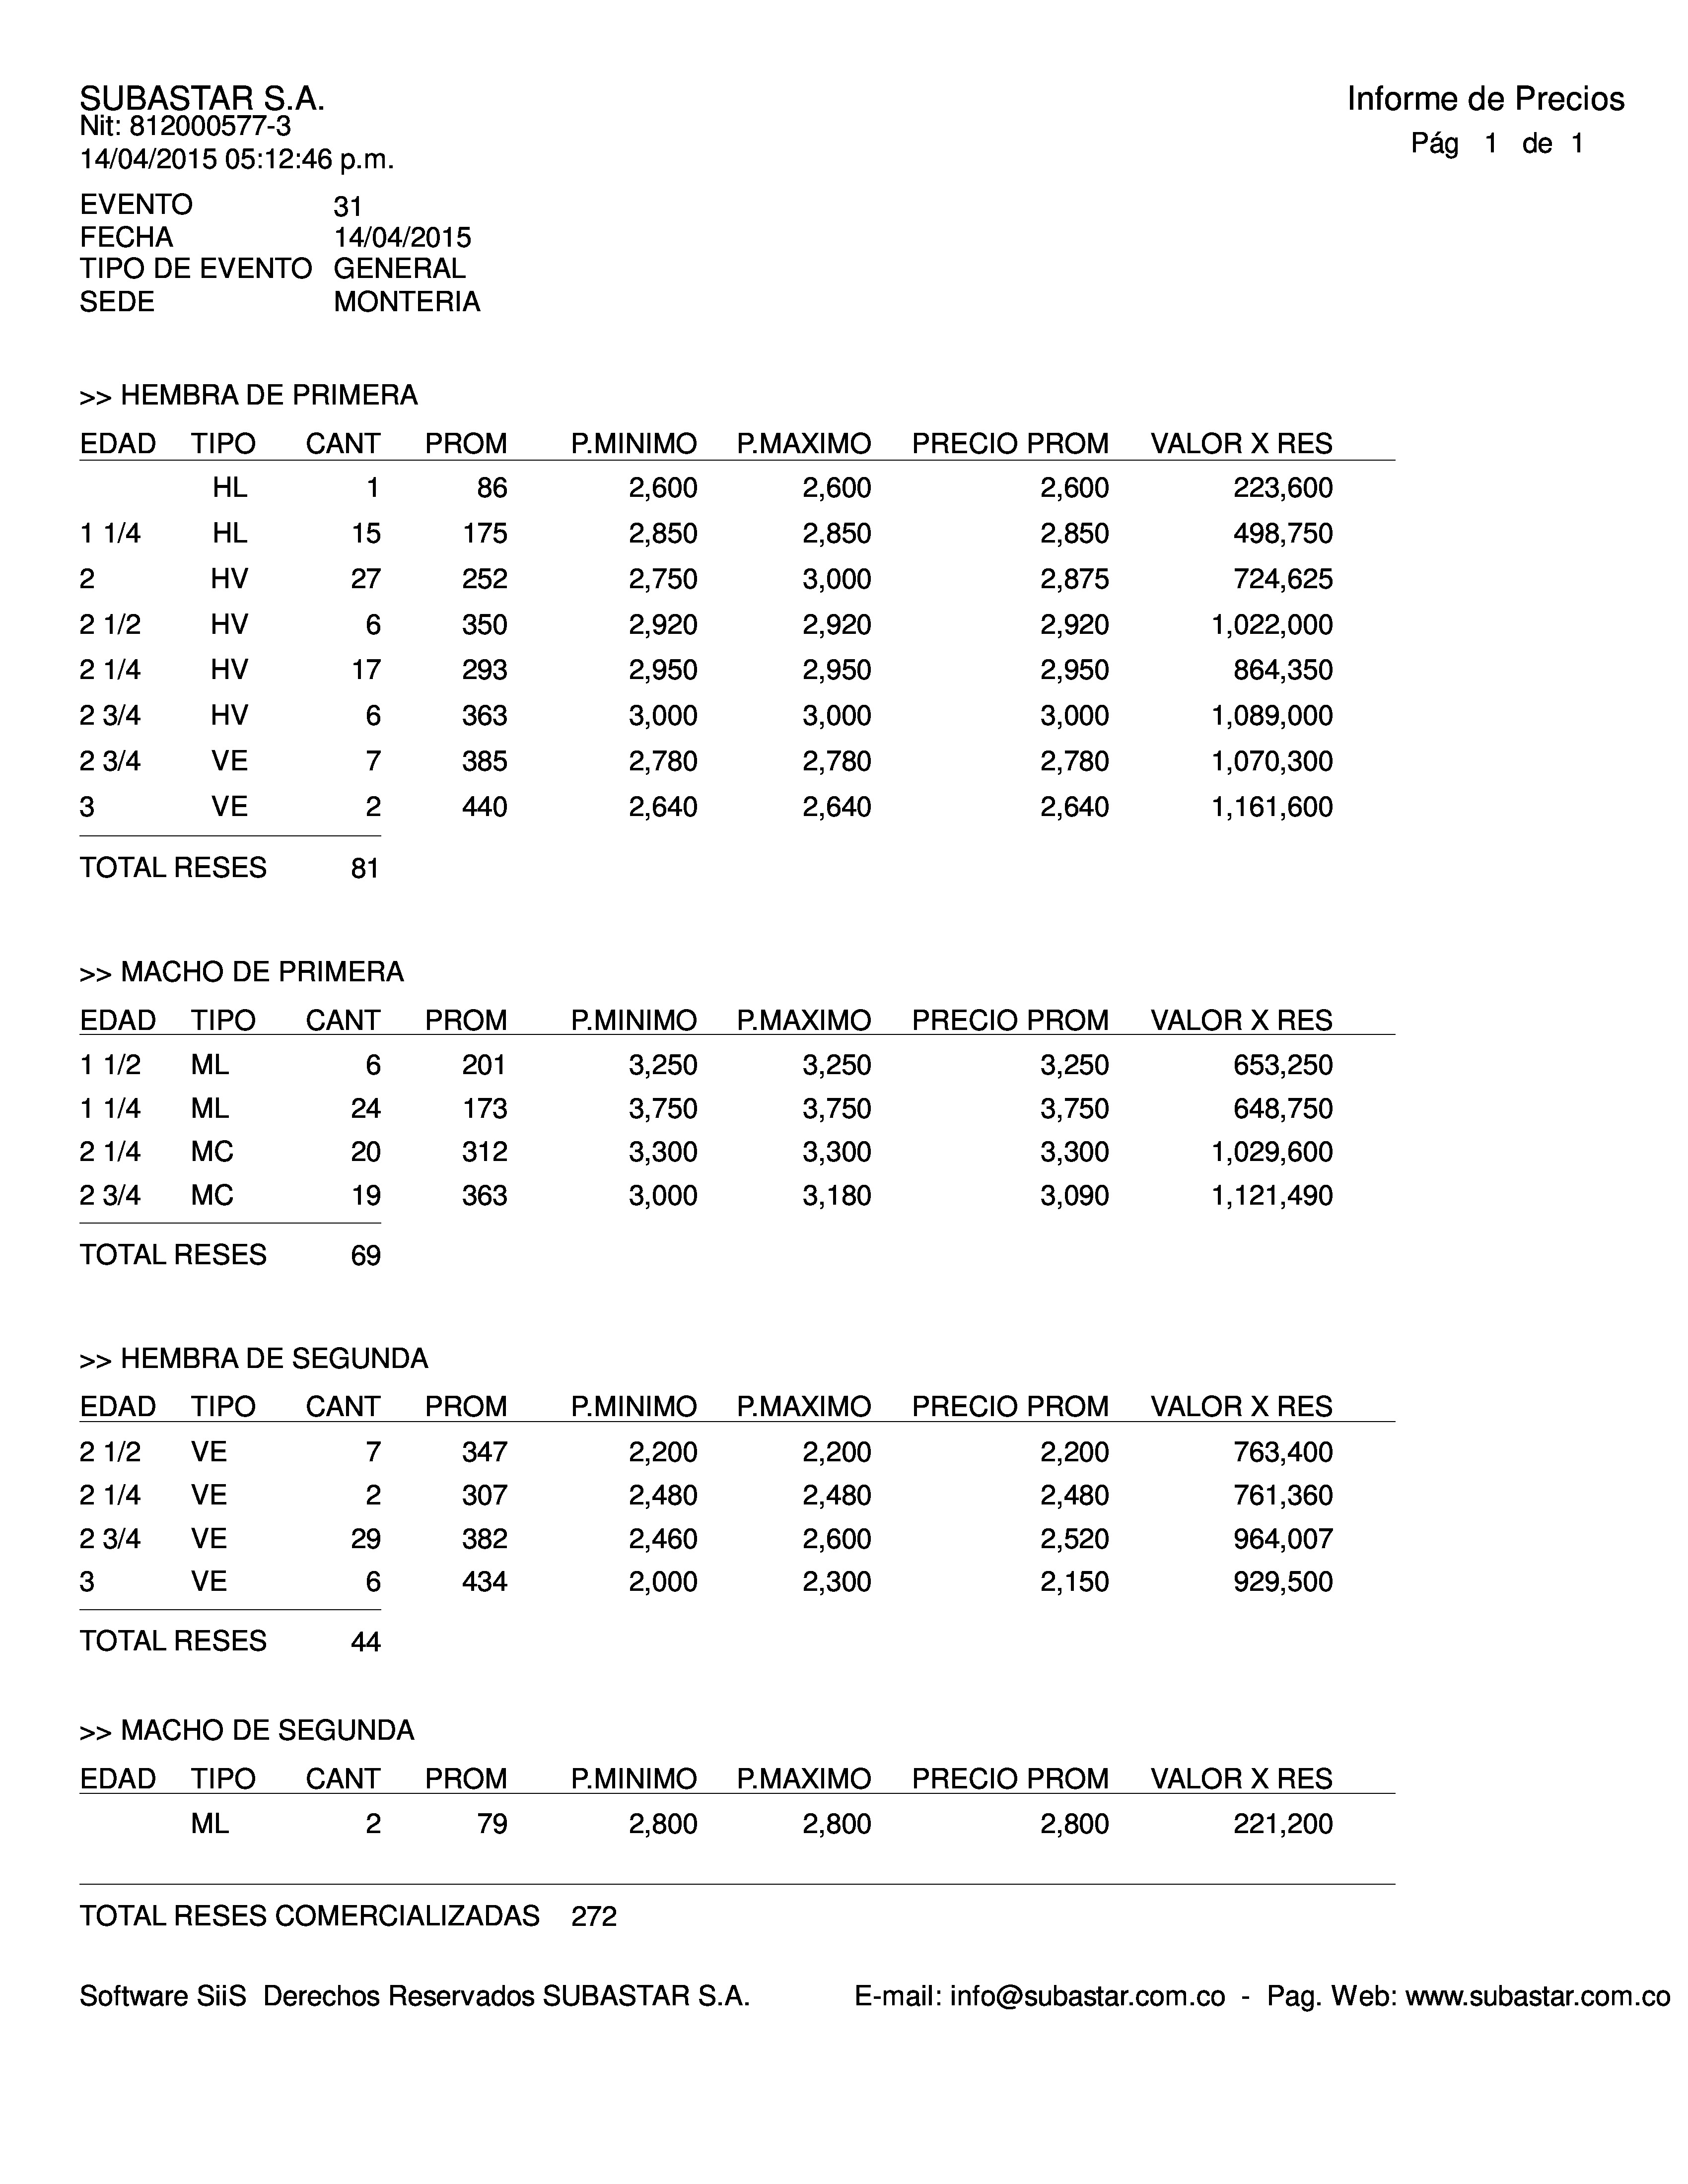 SUBASTAR S.A.
Informe de Precios
Nit: 812000577-3
Pág 1 de 1
14/04/2015 05:12:46 p.m.
EVENTO 31
FECHA 14/04/2015
TIPO DE EVENTO GENERAL
SEDE MONTERIA
>> HEMBRA DE PRIMERA
EDAD TIPO CANT PROM P.MINIMO P.MAXIMO PRECIO PROM VALOR X RES
HL 1 86 2,600 2,600 2,600 223,600
1 1/4 HL 15 175 2,850 2,850 2,850 498,750
2 HV 27 252 2,750 3,000 2,875 724,625
2 1/2 HV 6 350 2,920 2,920 2,920 1,022,000
2 1/4 HV 17 293 2,950 2,950 2,950 864,350
2 3/4 HV 6 363 3,000 3,000 3,000 1,089,000
2 3/4 VE 7 385 2,780 2,780 2,780 1,070,300
3 VE 2 440 2,640 2,640 2,640 1,161,600
TOTAL RESES 81
>> MACHO DE PRIMERA
EDAD TIPO CANT PROM P.MINIMO P.MAXIMO PRECIO PROM VALOR X RES
1 1/2 ML 6 201 3,250 3,250 3,250 653,250
1 1/4 ML 24 173 3,750 3,750 3,750 648,750
2 1/4 MC 20 312 3,300 3,300 3,300 1,029,600
2 3/4 MC 19 363 3,000 3,180 3,090 1,121,490
TOTAL RESES 69
>> HEMBRA DE SEGUNDA
EDAD TIPO CANT PROM P.MINIMO P.MAXIMO PRECIO PROM VALOR X RES
2 1/2 VE 7 347 2,200 2,200 2,200 763,400
2 1/4 VE 2 307 2,480 2,480 2,480 761,360
2 3/4 VE 29 382 2,460 2,600 2,520 964,007
3 VE 6 434 2,000 2,300 2,150 929,500
TOTAL RESES 44
>> MACHO DE SEGUNDA
EDAD TIPO CANT PROM P.MINIMO P.MAXIMO PRECIO PROM VALOR X RES
ML 2 79 2,800 2,800 2,800 221,200
TOTAL RESES COMERCIALIZADAS 272
Software SiiS Derechos Reservados SUBASTAR S.A. E-mail: info@subastar.com.co - Pag. Web: www.subastar.com.co